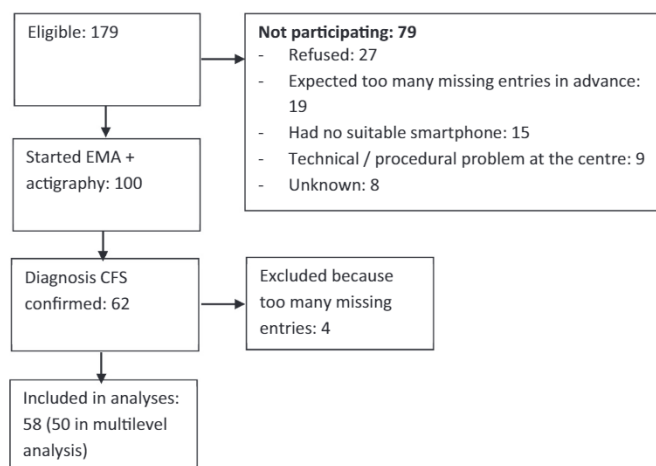 Eligible: 179
Not participating: 79
- Refused: 27
- Expected too many missing entries in advance:
19
- Had no suitable smartphone: 15
- Technical / procedural problem at the centre: 9
- Unknown: 8
Started EMA +
actigraphy: 100
Diagnosis CFS
confirmed: 62
Excluded because
too many missing
entries: 4
Included in analyses:
58 (50 in multilevel
analysis)